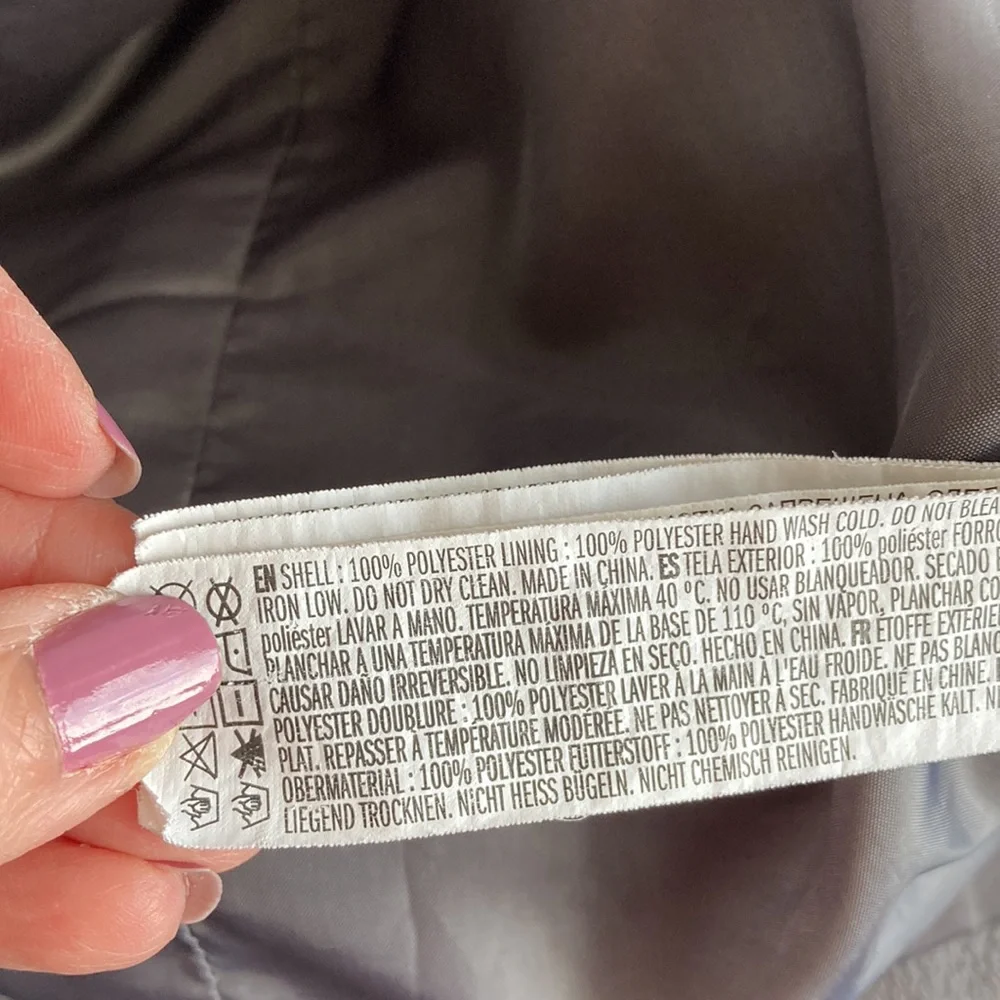 ЗАПРЕЩЕНА
EN SHELL : 100% POLYESTER LINING : 100% POLYESTER HAND WASH COLD. DO NOT BLEA
IRON LOW. DO NOT DRY CLEAN. MADE IN CHINA. ES TELA EXTERIOR : 100% poliéster FORRO
poliéster LAVAR A MANO. TEMPERATURA MÁXIMA 40 ºC. NO USAR BLANQUEADOR. SECADO
PLANCHAR A UNA TEMPERATURA MÁXIMA DE LA BASE DE 110 ºC, SIN VAPOR, PLANCHAR CO
CAUSAR DAÑO IRREVERSIBLE. NO LIMPIEZA EN SECO. HECHO EN CHINA. FR ETOFFE EXTERIE
POLYESTER DOUBLURE : 100% POLYESTER LAVER À LA MAIN À L'EAU FROIDE. NE PAS BLANC
PLAT. REPASSER À TEMPÉRATURE MODÉRÉE. NE PAS NETTOYER À SEC. FABRIQUÉ EN CHINE.
OBERMATERIAL : 100% POLYESTER FUTTERSTOFF : 100% POLYESTER HANDWÄSCHE KALT. N
LIEGEND TROCKNEN. NICHT HEISS BÜGELN. NICHT CHEMISCH REINIGEN.